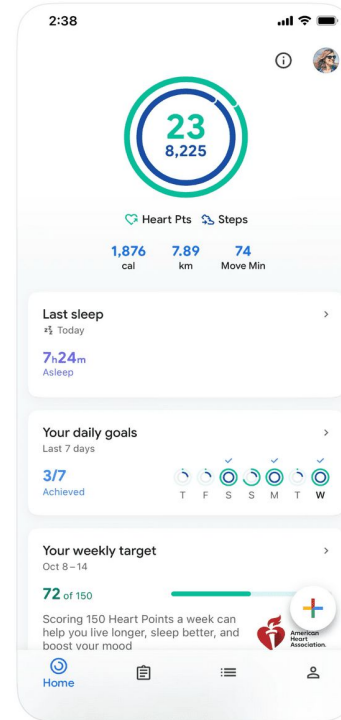 2:38
23
8,225
Heart Pts Steps
1,876 7.89 74
cal km Move Min
Last sleep
Today
7h24m
Asleep
Your daily goals
Last 7 days
3/7
Achieved
T F S S M T W
Your weekly target
Oct 8 – 14
72 of 150
Scoring 150 Heart Points a week can
help you live longer, sleep better, and
boost your mood
American
Heart
Association.
Home